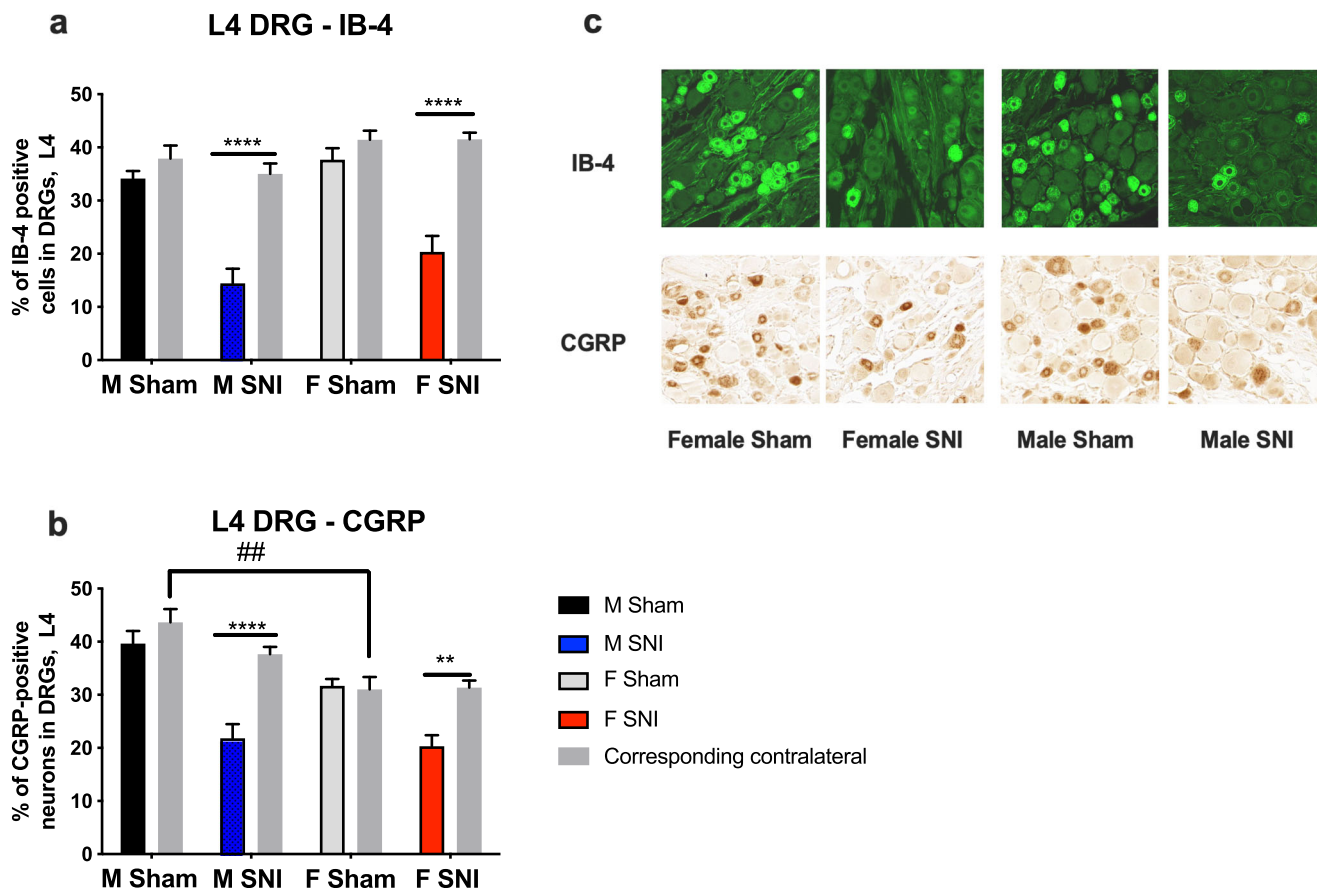 a
L4 DRG - IB-4
% of IB-4 positive
cells in DRGs, L4
50
40
30
20
10
0
****
****
M Sham M SNI F Sham F SNI
b
L4 DRG - CGRP
##
% of CGRP-positive
neurons in DRGs, L4
50
40
30
20
10
0
****
**
M Sham M SNI F Sham F SNI
M Sham
M SNI
F Sham
F SNI
Corresponding contralateral
c
IB-4
CGRP
Female Sham Female SNI Male Sham Male SNI